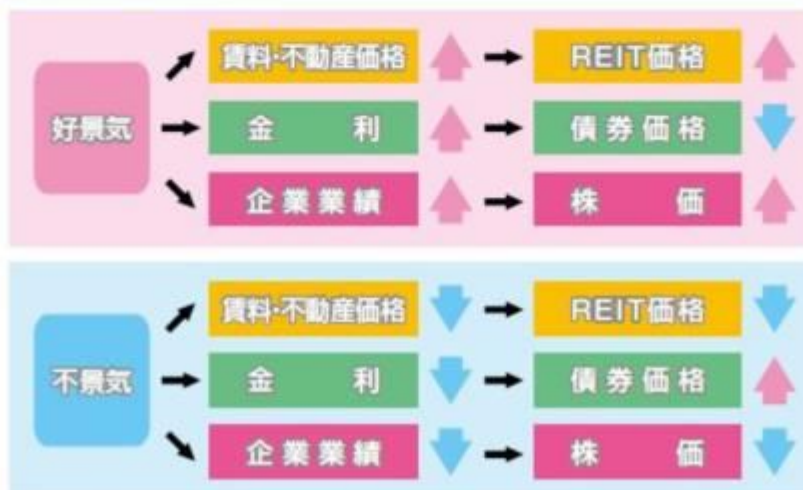 賃料・不動産価格 REIT価格
好景気 金利 債券価格
企業業績 株価
賃料・不動産価格 REIT価格
不景気 金利 債券価格
企業業績 株価